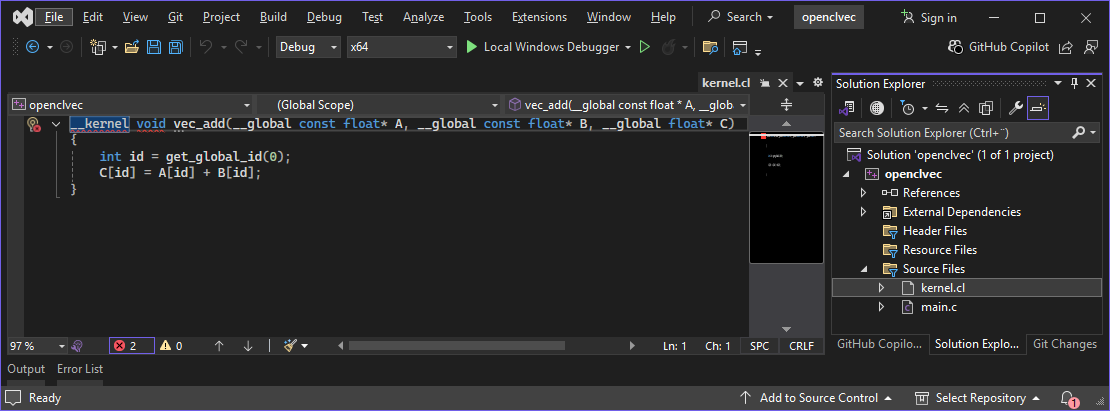 File Edit View Git Project Build Debug Test Analyze Tools Extensions Window Help Search openclvec Sign in
Debug x64 Local Windows Debugger GitHub Copilot
kernel.cl
openclvec (Global Scope) vec_add(__global const float * A, __glob
__kernel void vec_add(__global const float* A, __global const float* B, __global float* C)
{
int id = get_global_id(0);
C[id] = A[id] + B[id];
}
97 % 2 0 Ln: 1 Ch: 1 SPC CRLF
Solution Explorer
Search Solution Explorer (Ctrl+¨)
Solution 'openclvec' (1 of 1 project)
openclvec
References
External Dependencies
Header Files
Resource Files
Source Files
kernel.cl
main.c
GitHub Copilo... Solution Explo... Git Changes
Output Error List
Ready Add to Source Control Select Repository 1